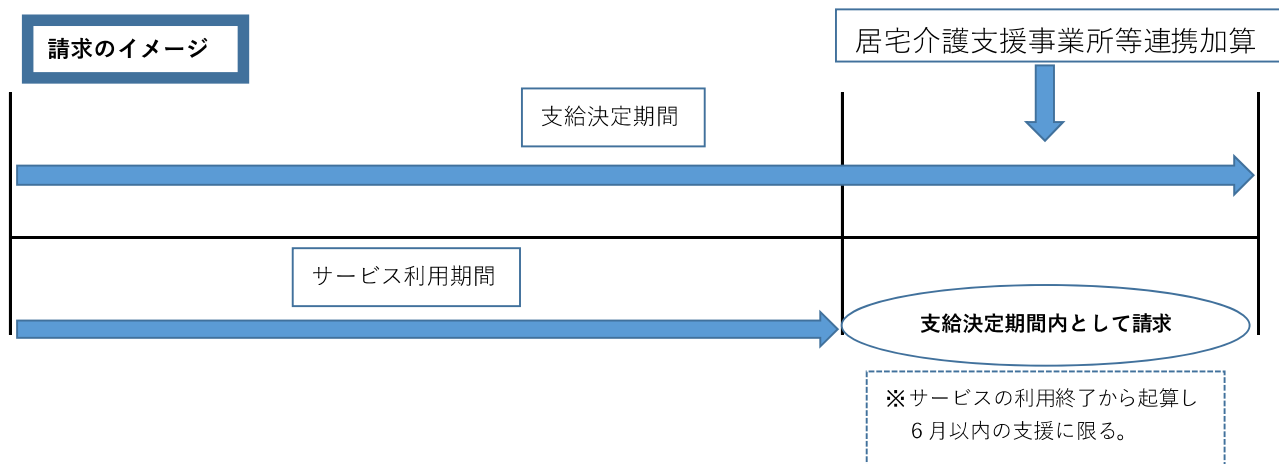 請求のイメージ
居宅介護支援事業所等連携加算
支給決定期間
サービス利用期間
支給決定期間内として請求
※サービスの利用終了から起算し
６月以内の支援に限る。